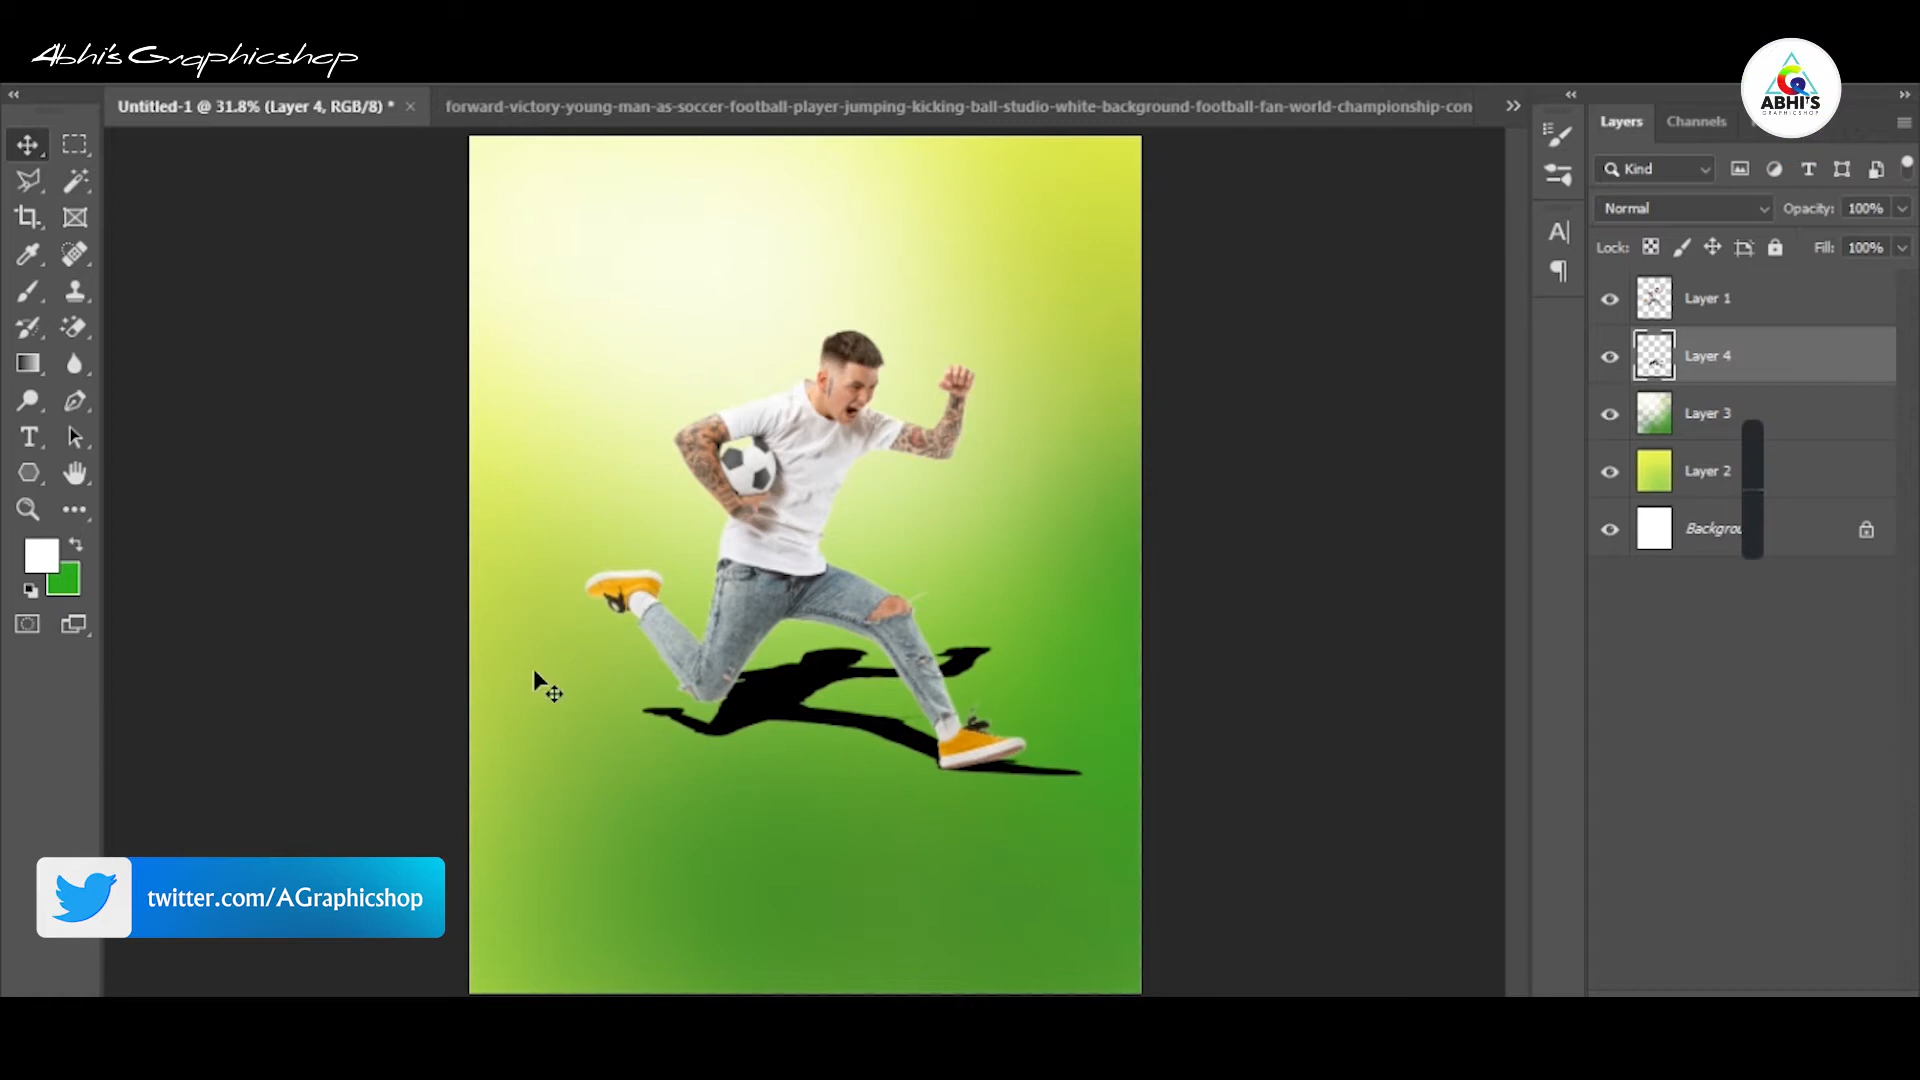 Abhi's Graphicshop
Untitled-1 @ 31.8% (Layer 4, RGB/8) *
forward-victory-young-man-as-soccer-football-player-jumping-kicking-ball-studio-white-background-football-fan-world-championship-con
ABHI'S
GRAPHICSHOP
Layers
Channels
Kind
Normal
Opacity: 100%
Lock:
Fill: 100%
Layer 1
Layer 4
Layer 3
Layer 2
Backgrou
twitter.com/AGraphicshop